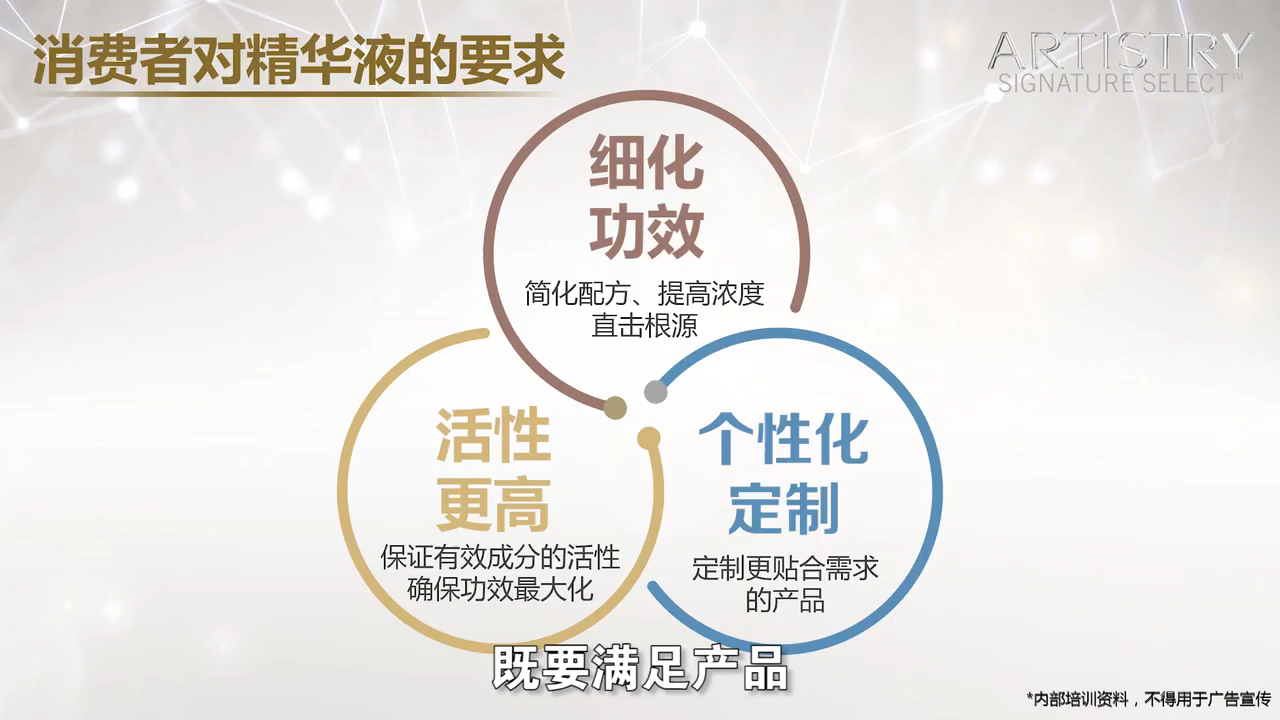 消费者对精华液的要求
ARTISTRY
SIGNATURE SELECT™
细化
功效
简化配方、提高浓度
直击根源
活性
更高
保证有效成分的活性
确保功效最大化
个性化
定制
定制更贴合需求
的产品
既要满足产品
*内部培训资料，不得用于广告宣传